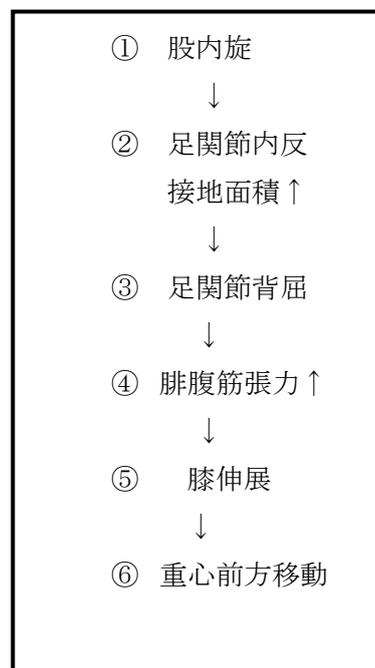 ① 股内旋
↓
② 足関節内反
接地面積↑
↓
③ 足関節背屈
↓
④ 腓腹筋張力↑
↓
⑤ 膝伸展
↓
⑥ 重心前方移動